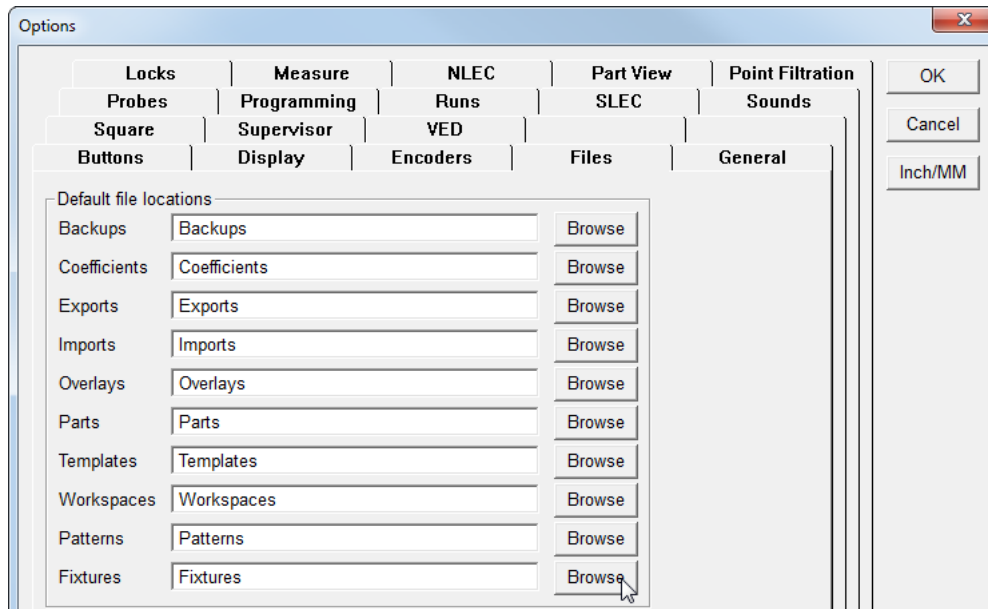 Options
Locks Measure NLEC Part View Point Filtration
OK
Probes Programming Runs SLEC Sounds
Square Supervisor VED
Cancel
Buttons Display Encoders Files General
Inch/MM
Default file locations
Backups Backups Browse
Coefficients Coefficients Browse
Exports Exports Browse
Imports Imports Browse
Overlays Overlays Browse
Parts Parts Browse
Templates Templates Browse
Workspaces Workspaces Browse
Patterns Patterns Browse
Fixtures Fixtures Browse